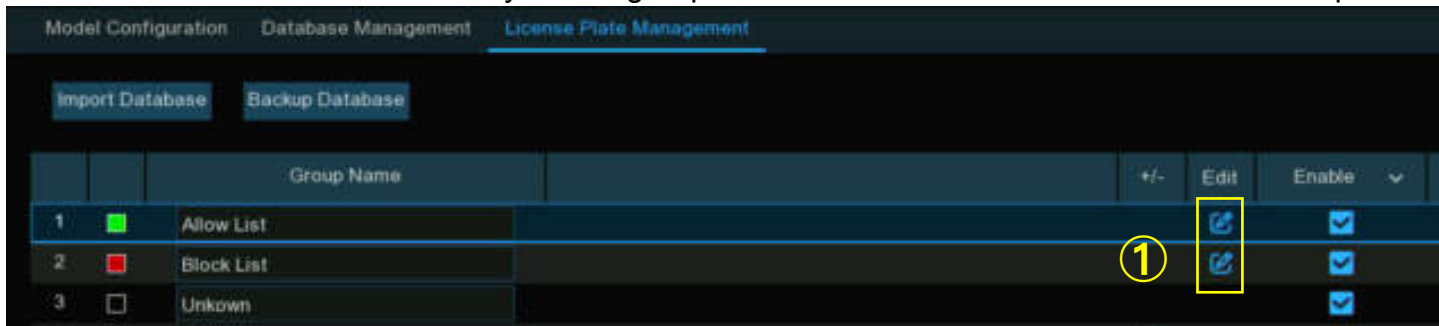 Model Configuration Database Management License Plate Management
Import Database Backup Database
Group Name +/- Edit Enable
1 Allow List
2 Block List
①
3 Unkown